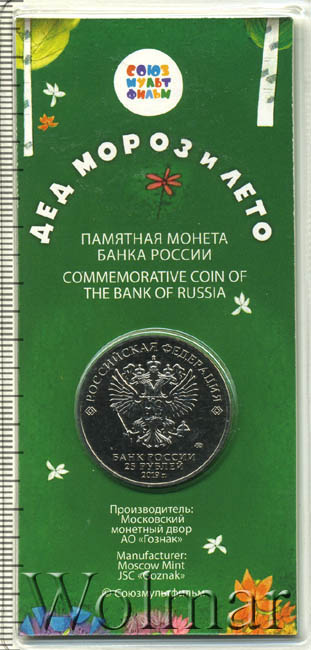 СОЮЗ
МУЛЬТ
ФИЛЬМ
ДЕД МОРОЗ И ЛЕТО
ПАМЯТНАЯ МОНЕТА
БАНКА РОССИИ
COMMEMORATIVE COIN OF
THE BANK OF RUSSIA
РОССИЙСКАЯ ФЕДЕРАЦИЯ
БАНК РОССИИ
25 РУБЛЕЙ
2019 г.
Производитель:
Московский
монетный двор
АО «Гознак»
Manufacturer:
Moscow Mint
JSC «Goznak»
© Союзмультфильм
Wolmar